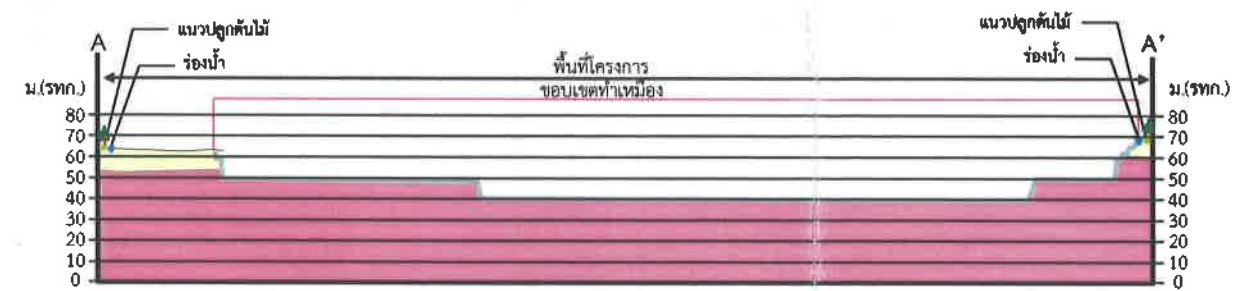 A
แนวปลูกต้นไม้
ร่องน้ำ
พื้นที่โครงการ
ขอบเขตทำเหมือง
แนวปลูกต้นไม้
ร่องน้ำ
A'
ม.(รทก.)
80
70
60
50
40
30
20
10
0
ม.(รทก.)
80
70
60
50
40
30
20
10
0